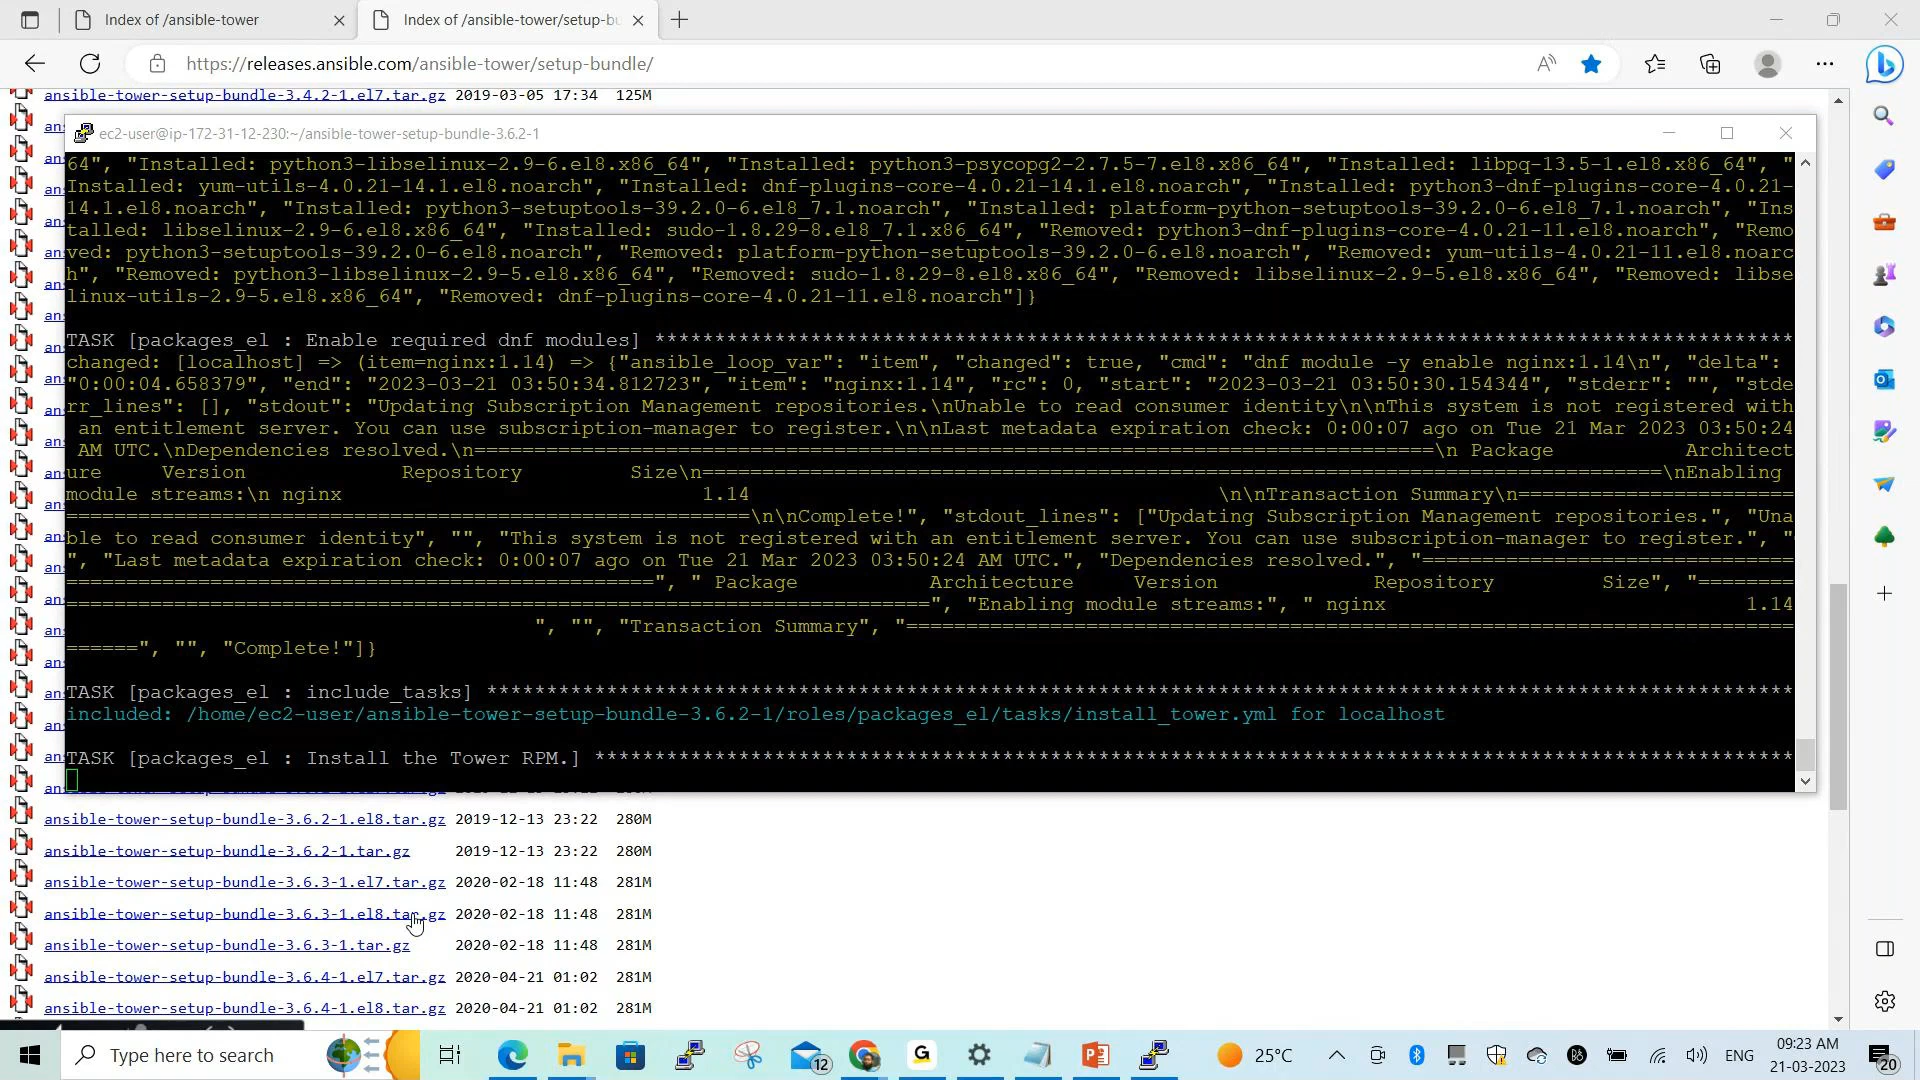 Index of /ansible-tower
Index of /ansible-tower/setup-bu
https://releases.ansible.com/ansible-tower/setup-bundle/
ansible-tower-setup-bundle-3.4.2-1.el7.tar.gz 2019-03-05 17:34 125M
ec2-user@ip-172-31-12-230:~/ansible-tower-setup-bundle-3.6.2-1
64", "Installed: python3-libselinux-2.9-6.el8.x86_64", "Installed: python3-psycopg2-2.7.5-7.el8.x86_64", "Installed: libpq-13.5-1.el8.x86_64", "
Installed: yum-utils-4.0.21-14.1.el8.noarch", "Installed: dnf-plugins-core-4.0.21-14.1.el8.noarch", "Installed: python3-dnf-plugins-core-4.0.21-
14.1.el8.noarch", "Installed: python3-setuptools-39.2.0-6.el8_7.1.noarch", "Installed: platform-python-setuptools-39.2.0-6.el8_7.1.noarch", "Ins
talled: libselinux-2.9-6.el8.x86_64", "Installed: sudo-1.8.29-8.el8_7.1.x86_64", "Removed: python3-dnf-plugins-core-4.0.21-11.el8.noarch", "Remo
ved: python3-setuptools-39.2.0-6.el8.noarch", "Removed: platform-python-setuptools-39.2.0-6.el8.noarch", "Removed: yum-utils-4.0.21-11.el8.noarc
h", "Removed: python3-libselinux-2.9-5.el8.x86_64", "Removed: sudo-1.8.29-8.el8.x86_64", "Removed: libselinux-2.9-5.el8.x86_64", "Removed: libse
linux-utils-2.9-5.el8.x86_64", "Removed: dnf-plugins-core-4.0.21-11.el8.noarch"]}
TASK [packages_el : Enable required dnf modules] ***********************************************************************************************
changed: [localhost] => (item=nginx:1.14) => {"ansible_loop_var": "item", "changed": true, "cmd": "dnf module -y enable nginx:1.14\n", "delta":
"0:00:04.658379", "end": "2023-03-21 03:50:34.812723", "item": "nginx:1.14", "rc": 0, "start": "2023-03-21 03:50:30.154344", "stderr": "", "stde
rr_lines": [], "stdout": "Updating Subscription Management repositories.\nUnable to read consumer identity\n\nThis system is not registered with
an entitlement server. You can use subscription-manager to register.\n\nLast metadata expiration check: 0:00:07 ago on Tue 21 Mar 2023 03:50:24
AM UTC.\nDependencies resolved.\n================================================================================\n Package Architect
ure Version Repository Size\n================================================================================\nEnabling
module streams:\n nginx 1.14 \n\nTransaction Summary\n=======================
=========================================================\n\nComplete!", "stdout_lines": ["Updating Subscription Management repositories.", "Una
ble to read consumer identity", "", "This system is not registered with an entitlement server. You can use subscription-manager to register.", "
", "Last metadata expiration check: 0:00:07 ago on Tue 21 Mar 2023 03:50:24 AM UTC.", "Dependencies resolved.", "===============================
=================================================", " Package Architecture Version Repository Size", "========
========================================================================", "Enabling module streams:", " nginx 1.14
", "", "Transaction Summary", "==========================================================================
======", "", "Complete!"]}
TASK [packages_el : include_tasks] *************************************************************************************************************
included: /home/ec2-user/ansible-tower-setup-bundle-3.6.2-1/roles/packages_el/tasks/install_tower.yml for localhost
TASK [packages_el : Install the Tower RPM.] ****************************************************************************************************
ansible-tower-setup-bundle-3.6.2-1.el8.tar.gz 2019-12-13 23:22 280M
ansible-tower-setup-bundle-3.6.2-1.tar.gz 2019-12-13 23:22 280M
ansible-tower-setup-bundle-3.6.3-1.el7.tar.gz 2020-02-18 11:48 281M
ansible-tower-setup-bundle-3.6.3-1.el8.tar.gz 2020-02-18 11:48 281M
ansible-tower-setup-bundle-3.6.3-1.tar.gz 2020-02-18 11:48 281M
ansible-tower-setup-bundle-3.6.4-1.el7.tar.gz 2020-04-21 01:02 281M
ansible-tower-setup-bundle-3.6.4-1.el8.tar.gz 2020-04-21 01:02 281M
Type here to search
12
25°C
ENG
09:23 AM
21-03-2023
20